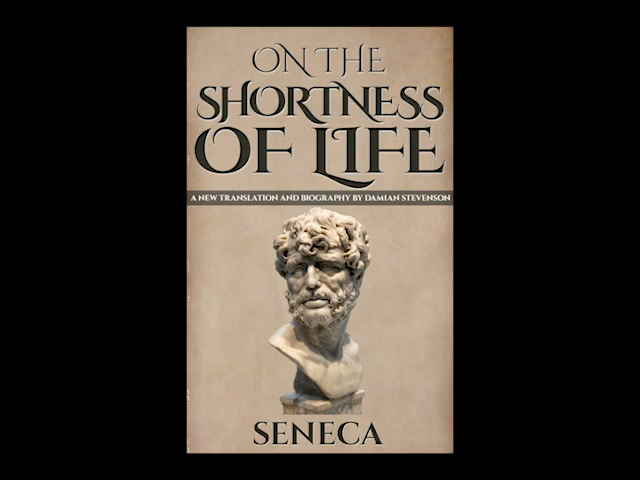 ON THE
SHORTNESS
OF LIFE
A NEW TRANSLATION AND BIOGRAPHY BY DAMIAN STEVENSON
SENECA